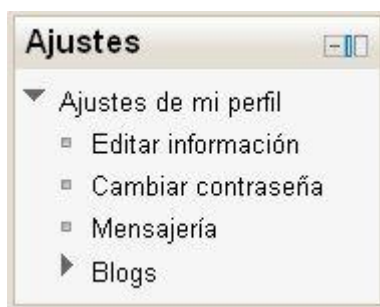 Ajustes
Ajustes de mi perfil
Editar información
Cambiar contraseña
Mensajería
Blogs